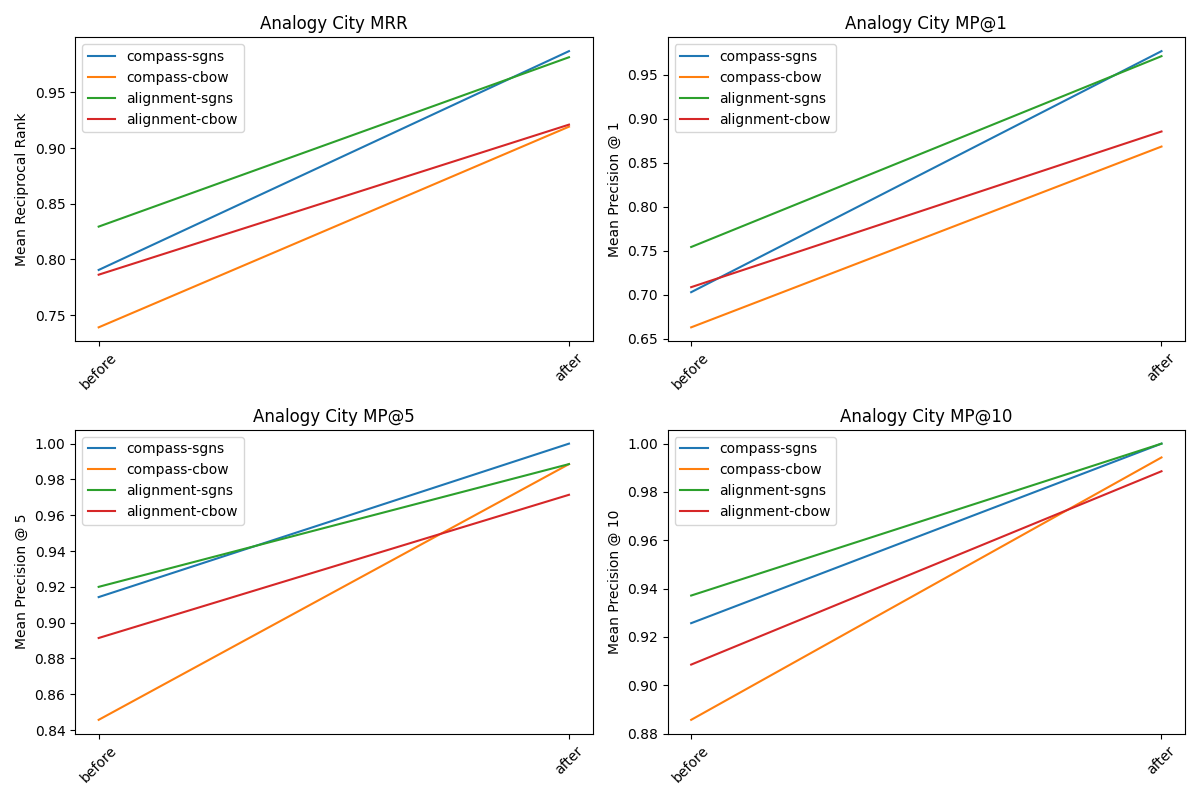 Analogy City MRR
compass-sgns
compass-cbow
alignment-sgns
alignment-cbow
Mean Reciprocal Rank
0.95
0.90
0.85
0.80
0.75
before
after
Analogy City MP@1
compass-sgns
compass-cbow
alignment-sgns
alignment-cbow
Mean Precision @ 1
0.95
0.90
0.85
0.80
0.75
0.70
0.65
before
after
Analogy City MP@5
compass-sgns
compass-cbow
alignment-sgns
alignment-cbow
Mean Precision @ 5
1.00
0.98
0.96
0.94
0.92
0.90
0.88
0.86
0.84
before
after
Analogy City MP@10
compass-sgns
compass-cbow
alignment-sgns
alignment-cbow
Mean Precision @ 10
1.00
0.98
0.96
0.94
0.92
0.90
0.88
before
after